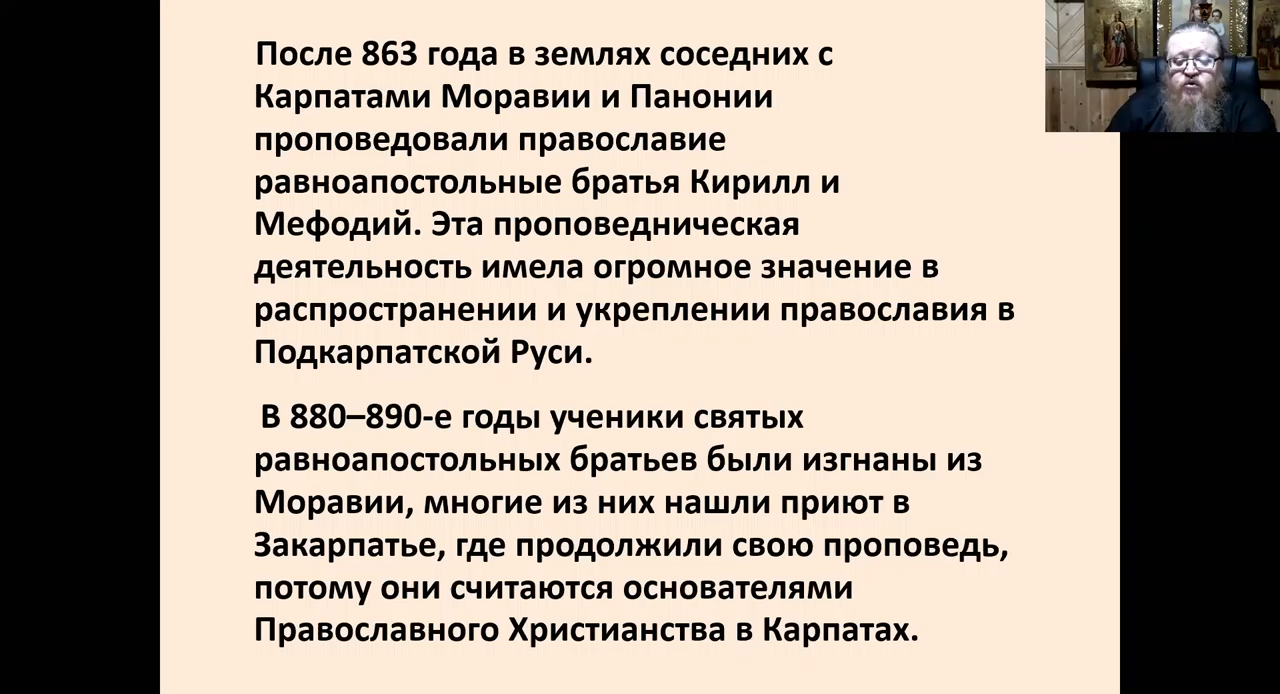 После 863 года в землях соседних с
Карпатами Моравии и Панонии
проповедовали православие
равноапостольные братья Кирилл и
Мефодий. Эта проповедническая
деятельность имела огромное значение в
распространении и укреплении православия в
Подкарпатской Руси.
В 880–890-е годы ученики святых
равноапостольных братьев были изгнаны из
Моравии, многие из них нашли приют в
Закарпатье, где продолжили свою проповедь,
потому они считаются основателями
Православного Христианства в Карпатах.